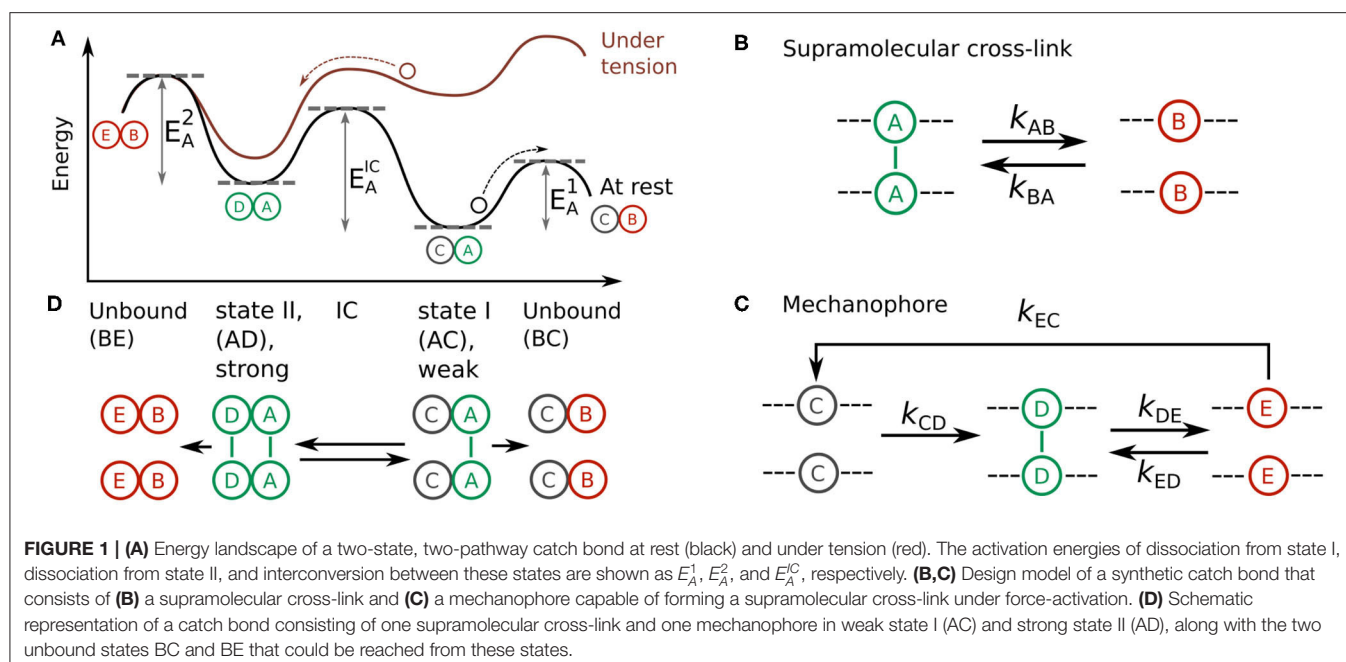 A
Energy
E B
E_A^2
D A
E_A^IC
C A
E_A^1
Under
tension
At rest
C B
B Supramolecular cross-link
A
A
k_AB
k_BA
B
B
D
Unbound
(BE)
state II,
(AD),
strong
IC
state I
(AC),
weak
Unbound
(BC)
E B D A C A C B
E B D A C A C B
C Mechanophore
k_EC
C
C
k_CD
D
D
k_DE
k_ED
E
E
FIGURE 1 | (A) Energy landscape of a two-state, two-pathway catch bond at rest (black) and under tension (red). The activation energies of dissociation from state I,
dissociation from state II, and interconversion between these states are shown as E_A^1, E_A^2, and E_A^IC, respectively. (B,C) Design model of a synthetic catch bond that
consists of (B) a supramolecular cross-link and (C) a mechanophore capable of forming a supramolecular cross-link under force-activation. (D) Schematic
representation of a catch bond consisting of one supramolecular cross-link and one mechanophore in weak state I (AC) and strong state II (AD), along with the two
unbound states BC and BE that could be reached from these states.